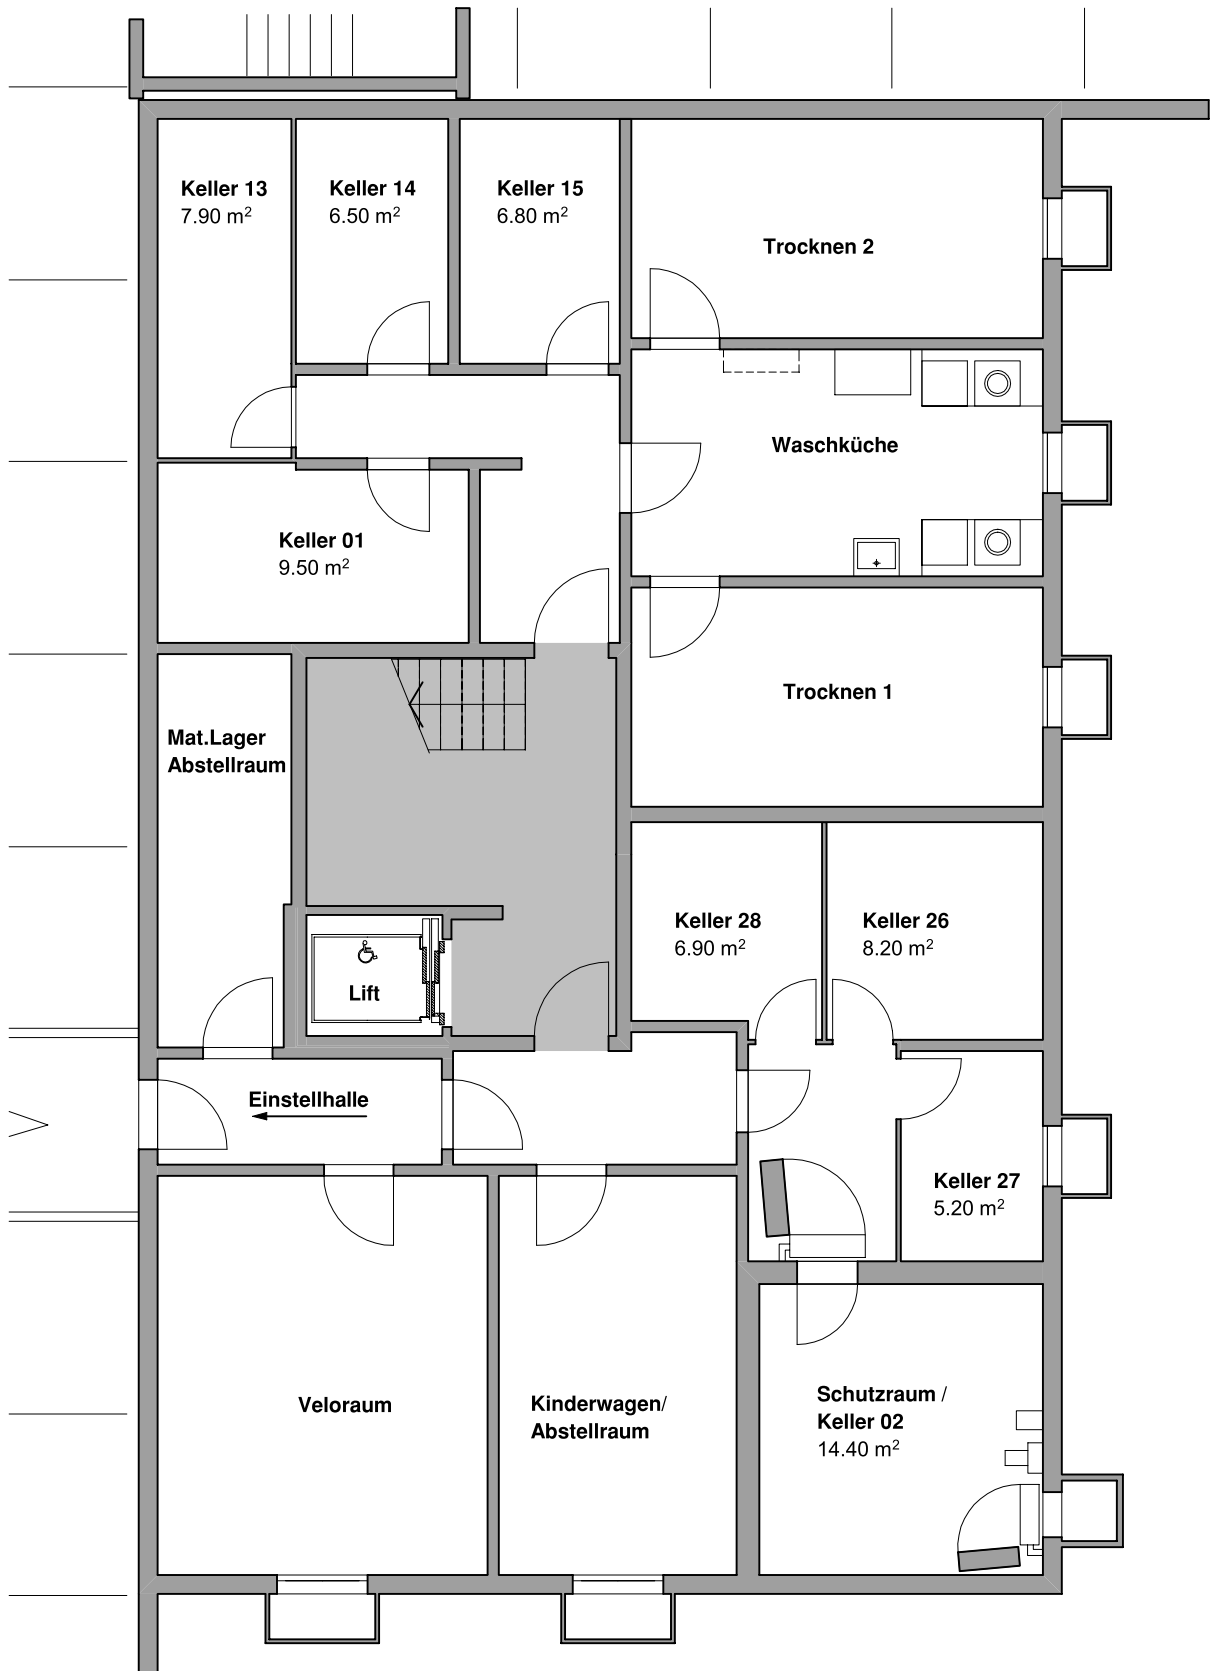 Keller 13
7.90 m²
Keller 14
6.50 m²
Keller 15
6.80 m²
Trocknen 2
Waschküche
Keller 01
9.50 m²
Trocknen 1
Mat.Lager
Abstellraum
Keller 28
6.90 m²
Keller 26
8.20 m²
Lift
Einstellhalle
Keller 27
5.20 m²
Veloraum
Kinderwagen/
Abstellraum
Schutzraum /
Keller 02
14.40 m²